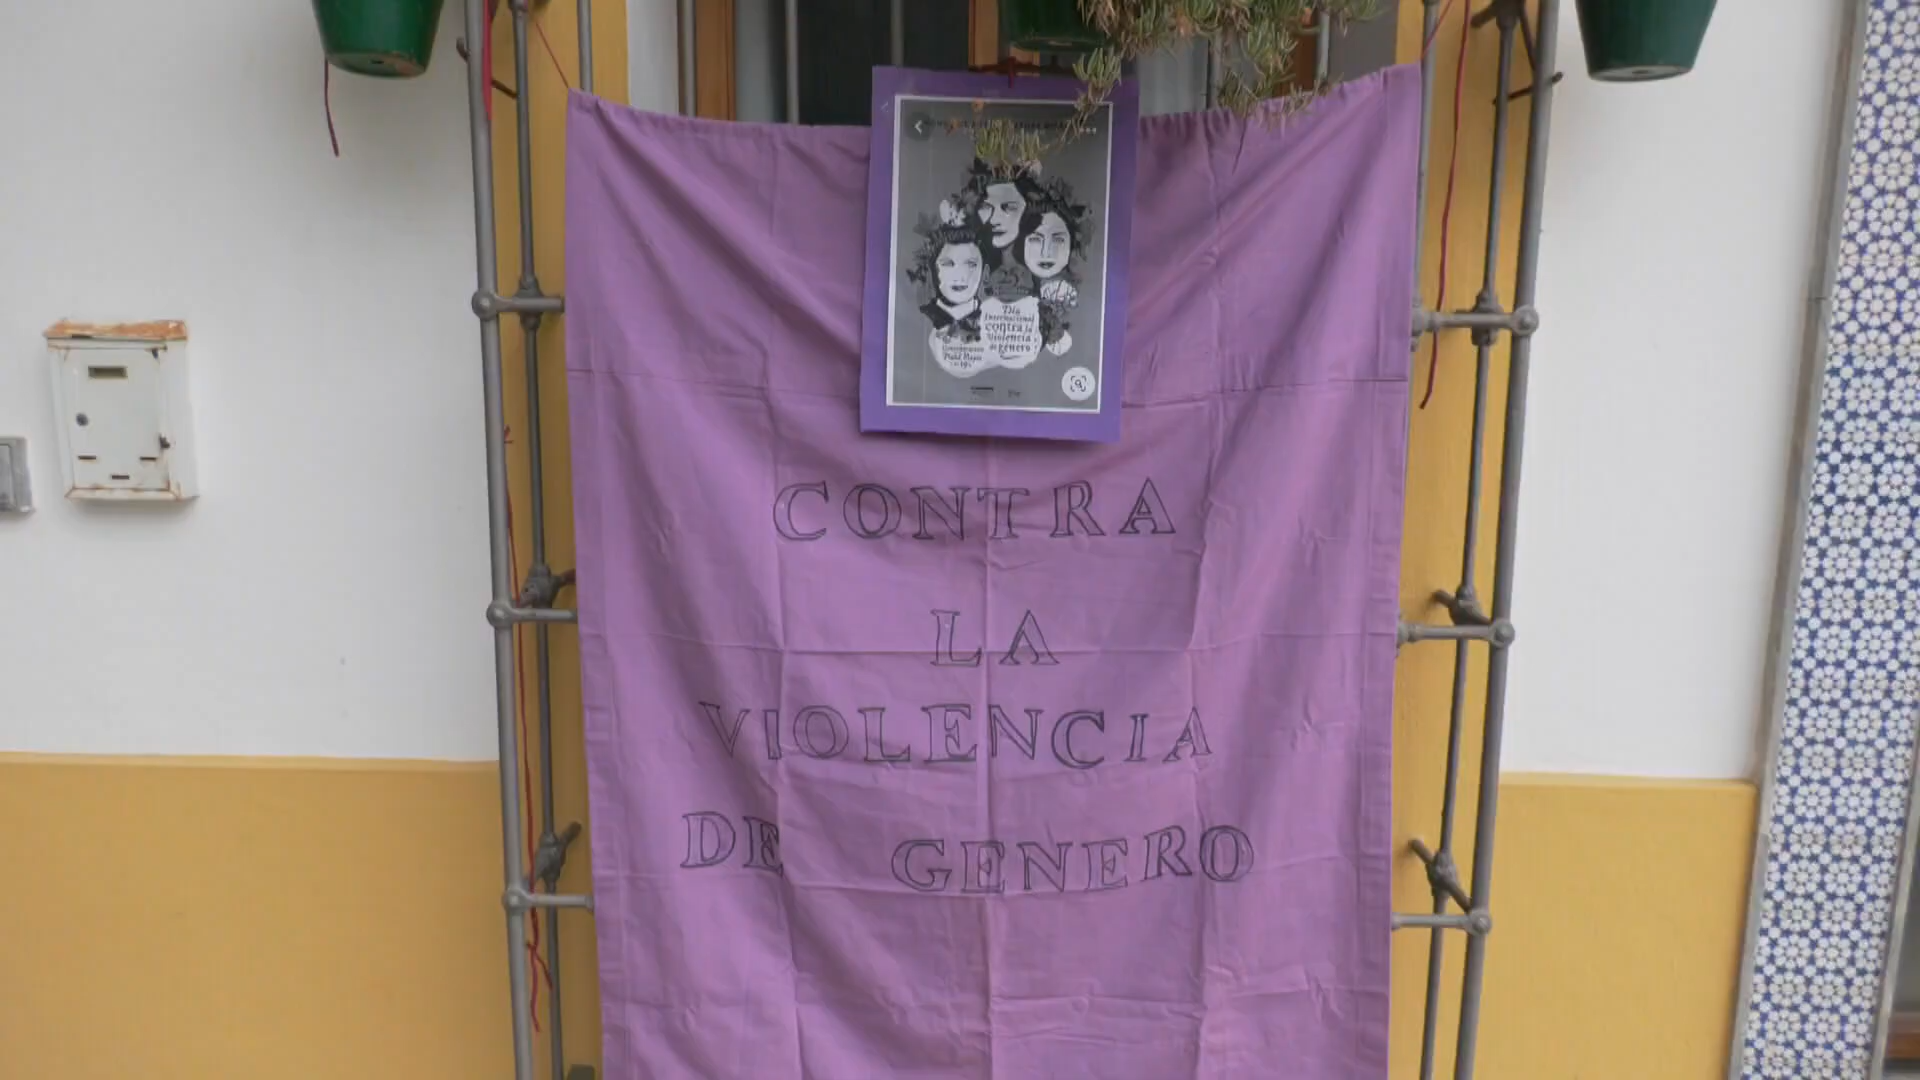 Día
Internacional
contra la
Violencia
de género
CONTRA
LA
VIOLENCIA
DE GENERO